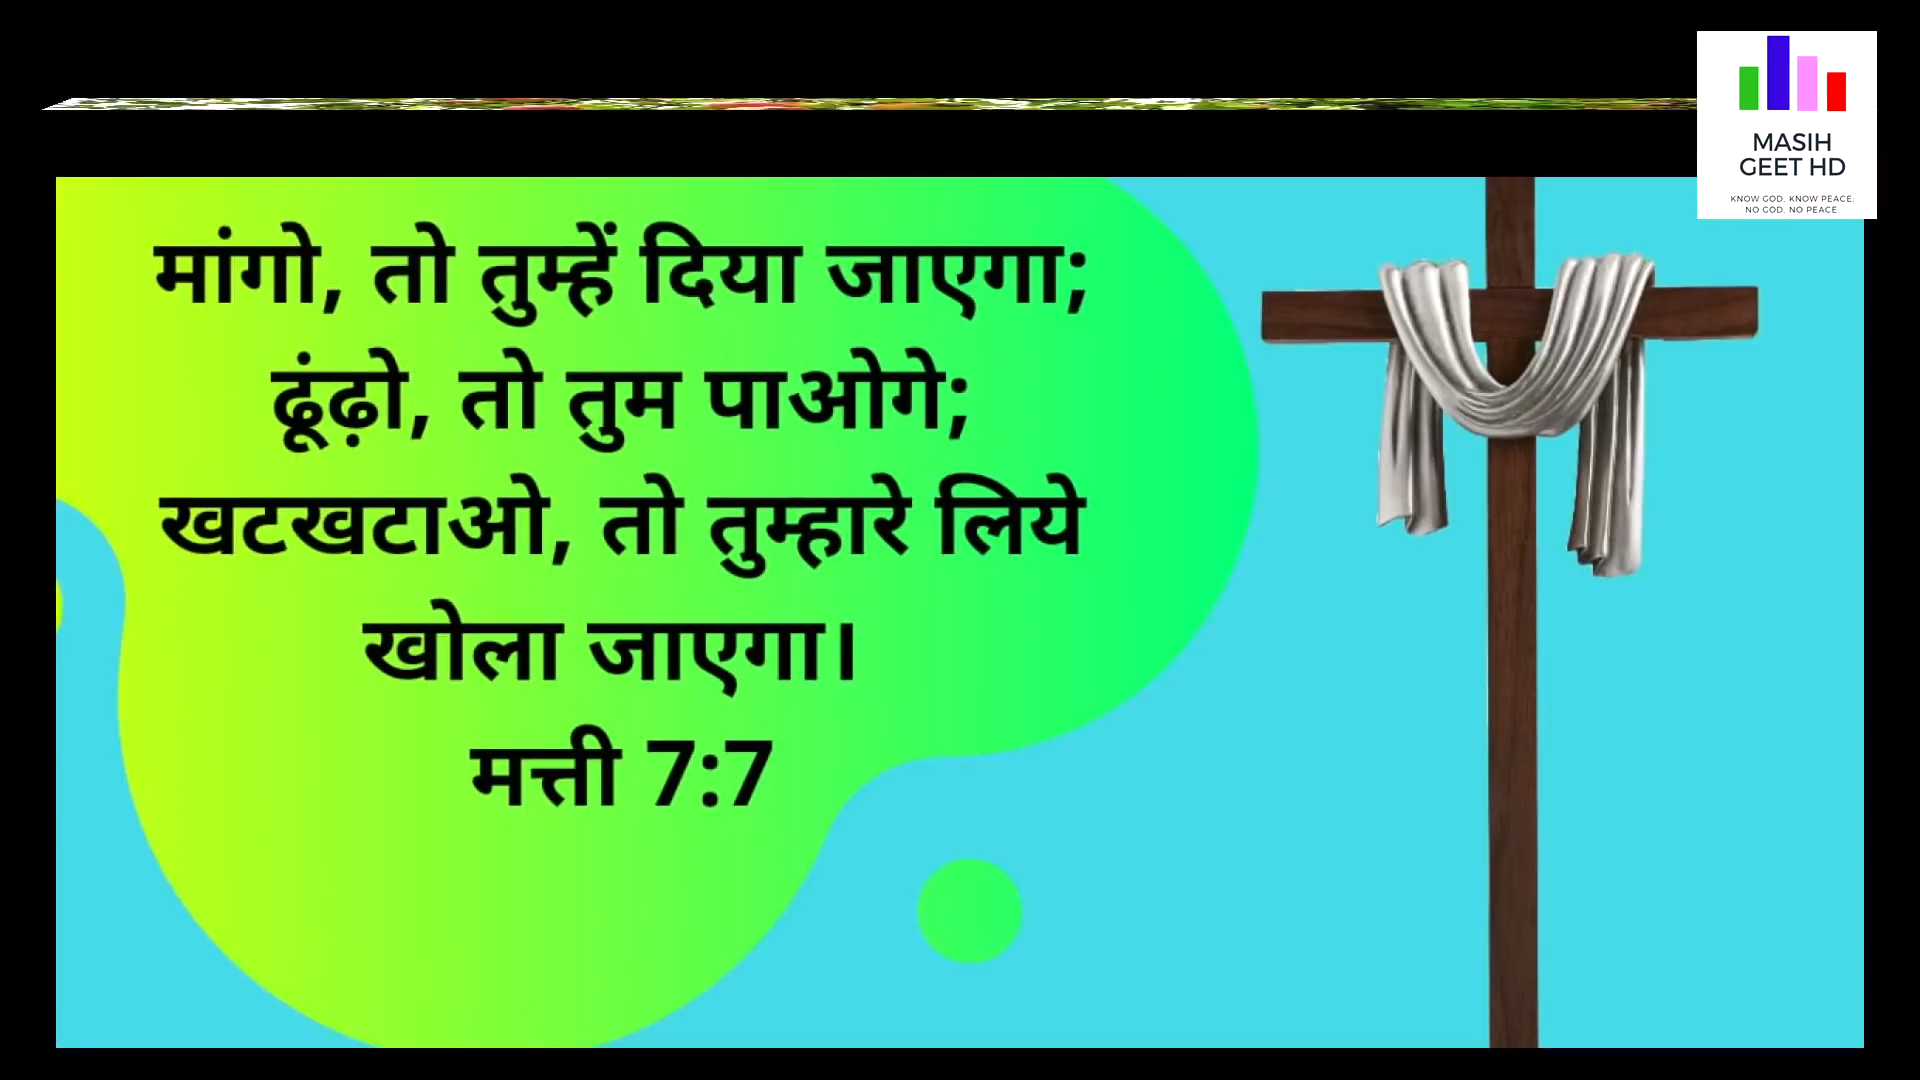 मांगो, तो तुम्हें दिया जाएगा;
ढूंढ़ो, तो तुम पाओगे;
खटखटाओ, तो तुम्हारे लिये
खोला जाएगा।
मत्ती 7:7
MASIH
GEET HD
KNOW GOD. KNOW PEACE:
NO GOD. NO PEACE.